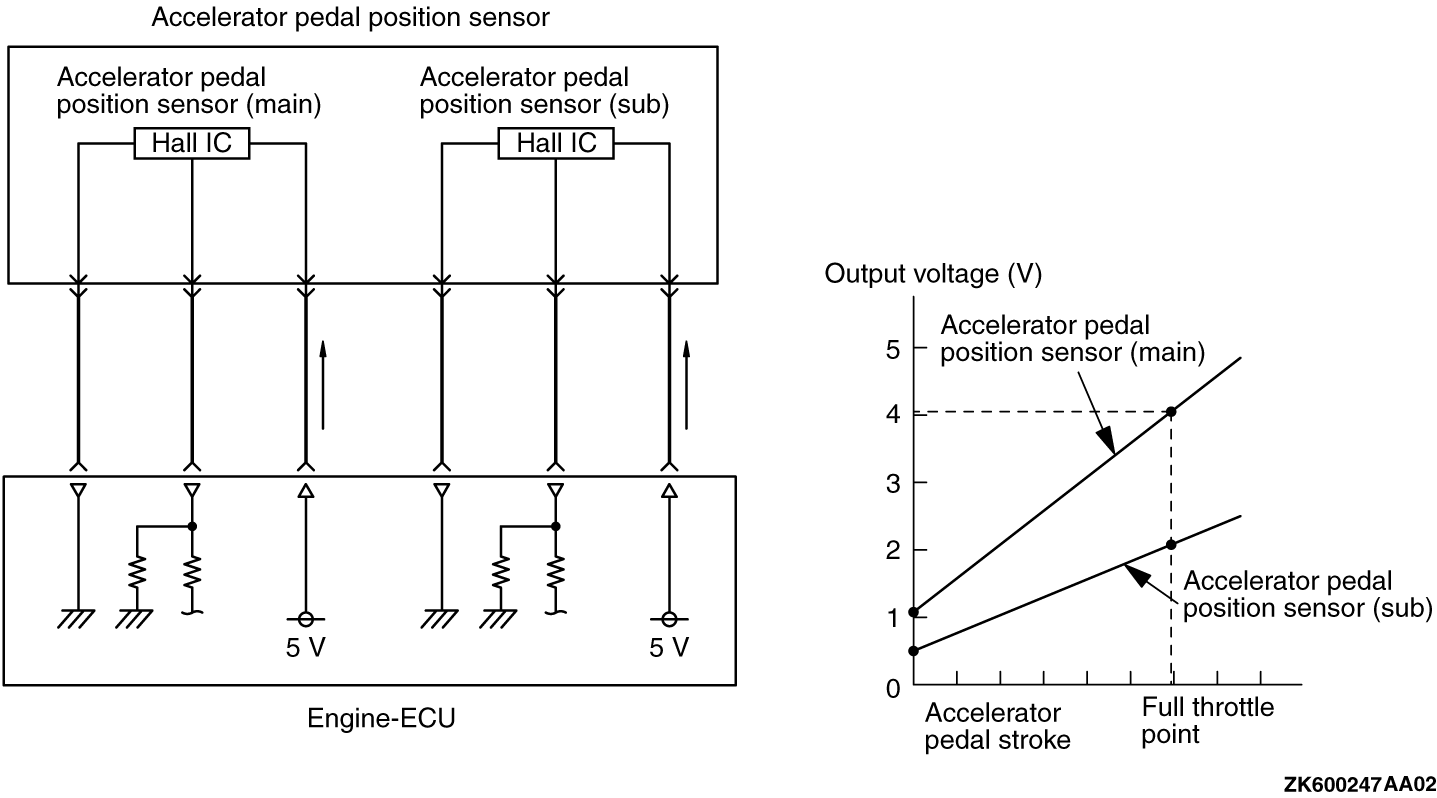 Accelerator pedal position sensor
Accelerator pedal
position sensor (main)
Accelerator pedal
position sensor (sub)
Hall IC
Hall IC
5 V
5 V
Engine-ECU
Output voltage (V)
Accelerator pedal
position sensor (main)
5
4
3
2
1
0
Accelerator pedal
position sensor (sub)
Accelerator
pedal stroke
Full throttle
point
ZK600247AA02